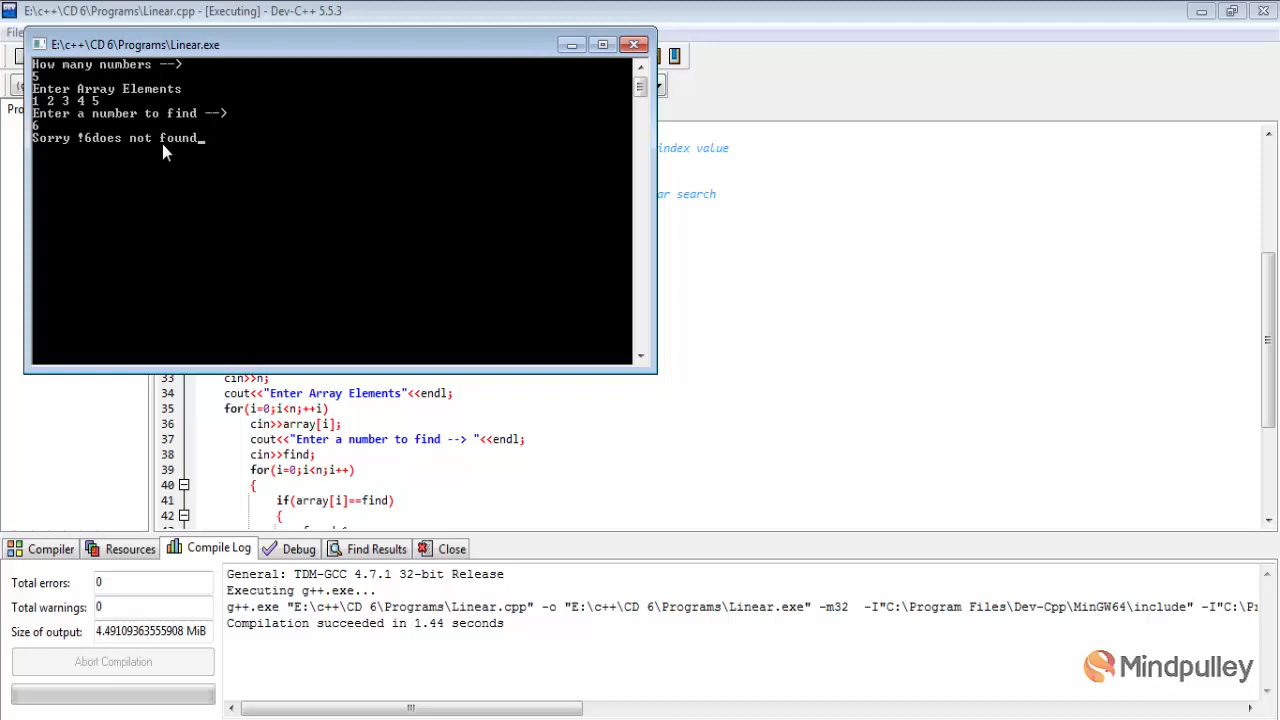 E:\c++\CD 6\Programs\Linear.cpp - [Executing] - Dev-C++ 5.5.3
E:\c++\CD 6\Programs\Linear.exe
How many numbers -->
5
Enter Array Elements
1 2 3 4 5
Enter a number to find -->
6
Sorry !6does not found_
index value
ar search
33 cin>>n;
34 cout<<"Enter Array Elements"<<endl;
35 for(i=0;i<n;++i)
36 cin>>array[i];
37 cout<<"Enter a number to find --> "<<endl;
38 cin>>find;
39 for(i=0;i<n;i++)
40 {
41 if(array[i]==find)
42 {
Compiler Resources Compile Log Debug Find Results Close
Total errors: 0
Total warnings: 0
Size of output: 4.49109363555908 MiB
Abort Compilation
General: TDM-GCC 4.7.1 32-bit Release
Executing g++.exe...
g++.exe "E:\c++\CD 6\Programs\Linear.cpp" -o "E:\c++\CD 6\Programs\Linear.exe" -m32 -I"C:\Program Files\Dev-Cpp\MinGW64\include" -I"C:\P
Compilation succeeded in 1.44 seconds
Mindpulley